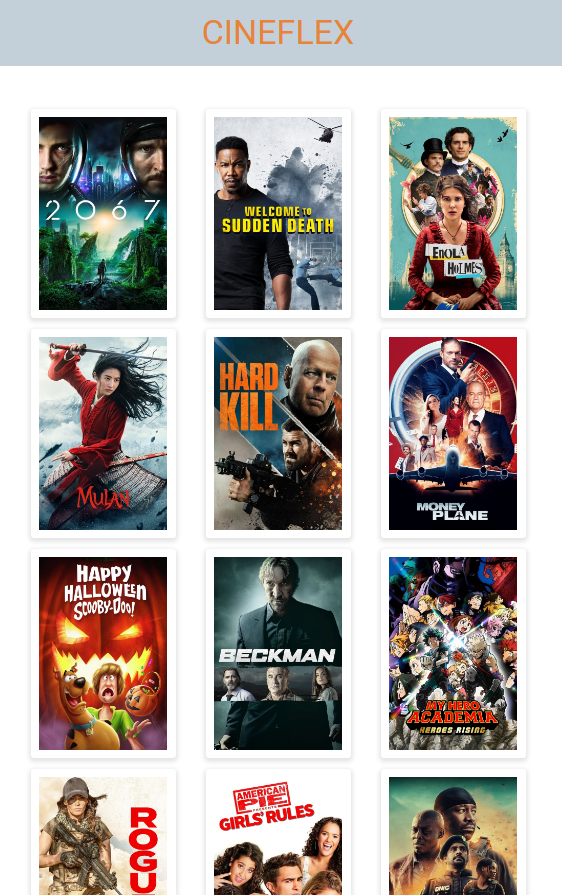 CINEFLEX
2067
WELCOME TO
SUDDEN DEATH
ENOLA
HOLMES
MULAN
HARD
KILL
MONEY
PLANE
HAPPY
HALLOWEEN
SCOOBY-DOO!
BECKMAN
MY HERO
ACADEMIA
HEROES RISING
R
O
G
U
AMERICAN
PIE
PRESENTS
GIRLS' RULES